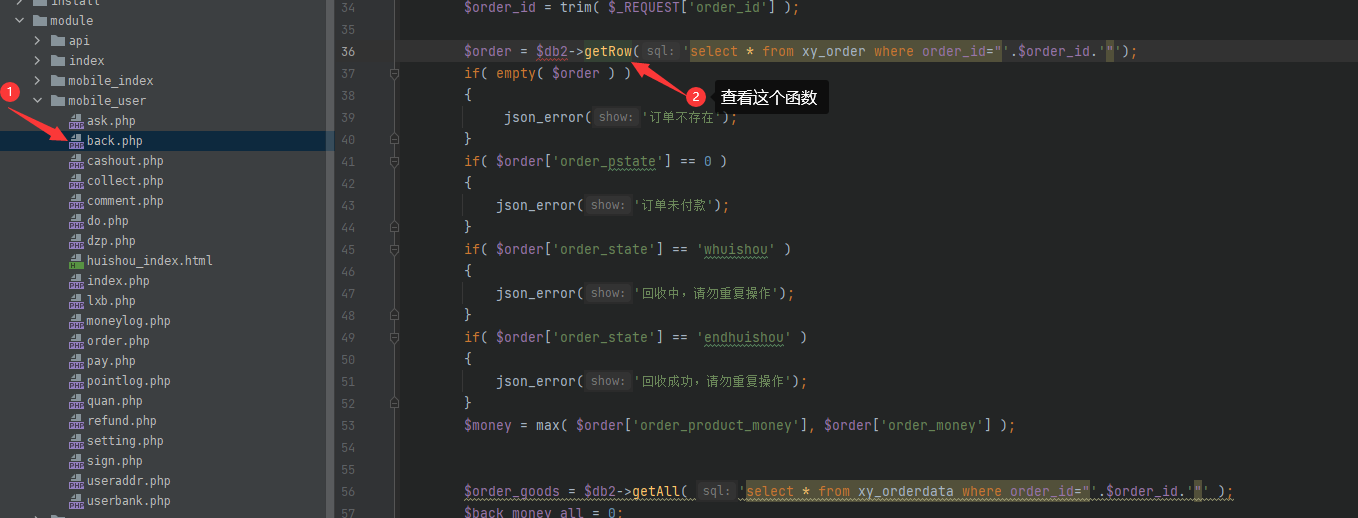 install
module
api
index
mobile_index
1
mobile_user
ask.php
back.php
cashout.php
collect.php
comment.php
do.php
dzp.php
huishou_index.html
index.php
lxb.php
moneylog.php
order.php
pay.php
pointlog.php
quan.php
refund.php
setting.php
sign.php
useraddr.php
userbank.php
34 $order_id = trim( $_REQUEST['order_id'] );
35
36 $order = $db2->getRow( sql: 'select * from xy_order where order_id="'.$order_id.'"');
37 if( empty( $order ) )
2 查看这个函数
38 {
39 json_error( show: '订单不存在');
40 }
41 if( $order['order_pstate'] == 0 )
42 {
43 json_error( show: '订单未付款');
44 }
45 if( $order['order_state'] == 'whuishou' )
46 {
47 json_error( show: '回收中，请勿重复操作');
48 }
49 if( $order['order_state'] == 'endhuishou' )
50 {
51 json_error( show: '回收成功，请勿重复操作');
52 }
53 $money = max( $order['order_product_money'], $order['order_money'] );
54
55
56 $order_goods = $db2->getAll( sql: 'select * from xy_orderdata where order_id="'.$order_id.'"' );
57 $back_money_all = 0;